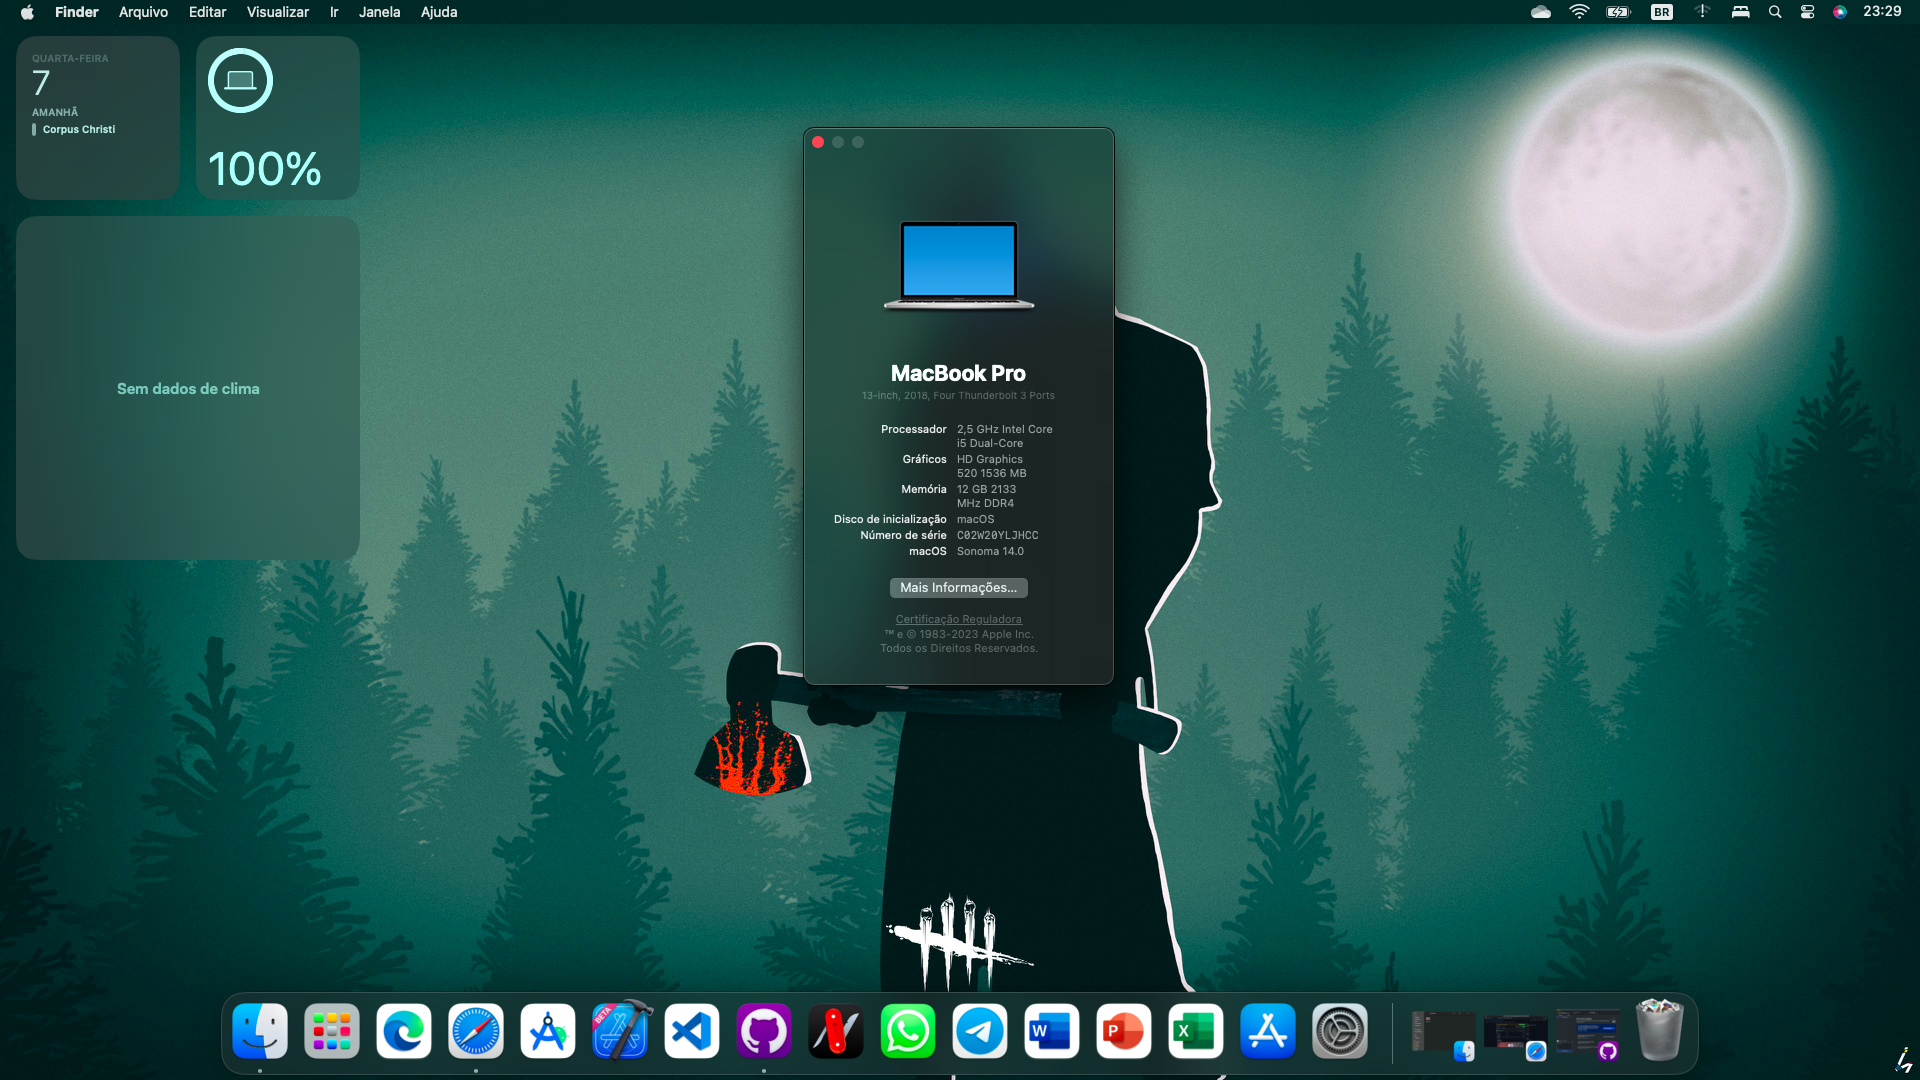 Finder Arquivo Editar Visualizar Ir Janela Ajuda
BR
23:29
QUARTA-FEIRA
7
AMANHÃ
Corpus Christi
100%
Sem dados de clima
MacBook Pro
13-inch, 2018, Four Thunderbolt 3 Ports
Processador 2,5 GHz Intel Core
i5 Dual-Core
Gráficos HD Graphics
520 1536 MB
Memória 12 GB 2133
MHz DDR4
Disco de inicialização macOS
Número de série C02W20YLJHCC
macOS Sonoma 14.0
Mais Informações...
Certificação Reguladora
™ e © 1983-2023 Apple Inc.
Todos os Direitos Reservados.
BETA
W
P
X